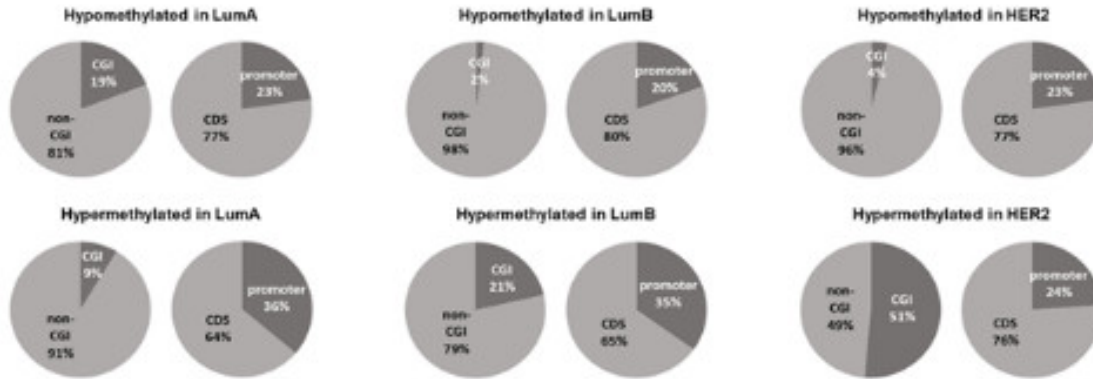 Hypomethylated in LumA
CGI
19%
non-
CGI
81%
promoter
23%
CDS
77%
Hypomethylated in LumB
CGI
2%
non-
CGI
98%
promoter
20%
CDS
80%
Hypomethylated in HER2
CGI
4%
non-
CGI
96%
promoter
23%
CDS
77%
Hypermethylated in LumA
CGI
9%
non-
CGI
91%
promoter
36%
CDS
64%
Hypermethylated in LumB
CGI
21%
non-
CGI
79%
promoter
35%
CDS
65%
Hypermethylated in HER2
non-
CGI
49%
CGI
51%
promoter
24%
CDS
76%